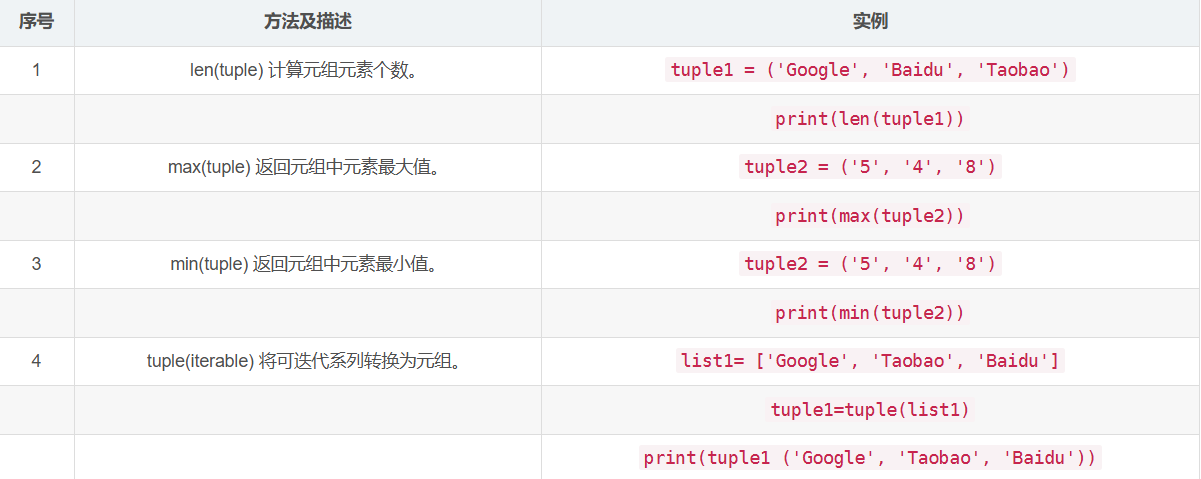 序号 方法及描述 实例
1 len(tuple) 计算元组元素个数。 tuple1 = ('Google', 'Baidu', 'Taobao')
print(len(tuple1))
2 max(tuple) 返回元组中元素最大值。 tuple2 = ('5', '4', '8')
print(max(tuple2))
3 min(tuple) 返回元组中元素最小值。 tuple2 = ('5', '4', '8')
print(min(tuple2))
4 tuple(iterable) 将可迭代系列转换为元组。 list1= ['Google', 'Taobao', 'Baidu']
tuple1=tuple(list1)
print(tuple1 ('Google', 'Taobao', 'Baidu'))